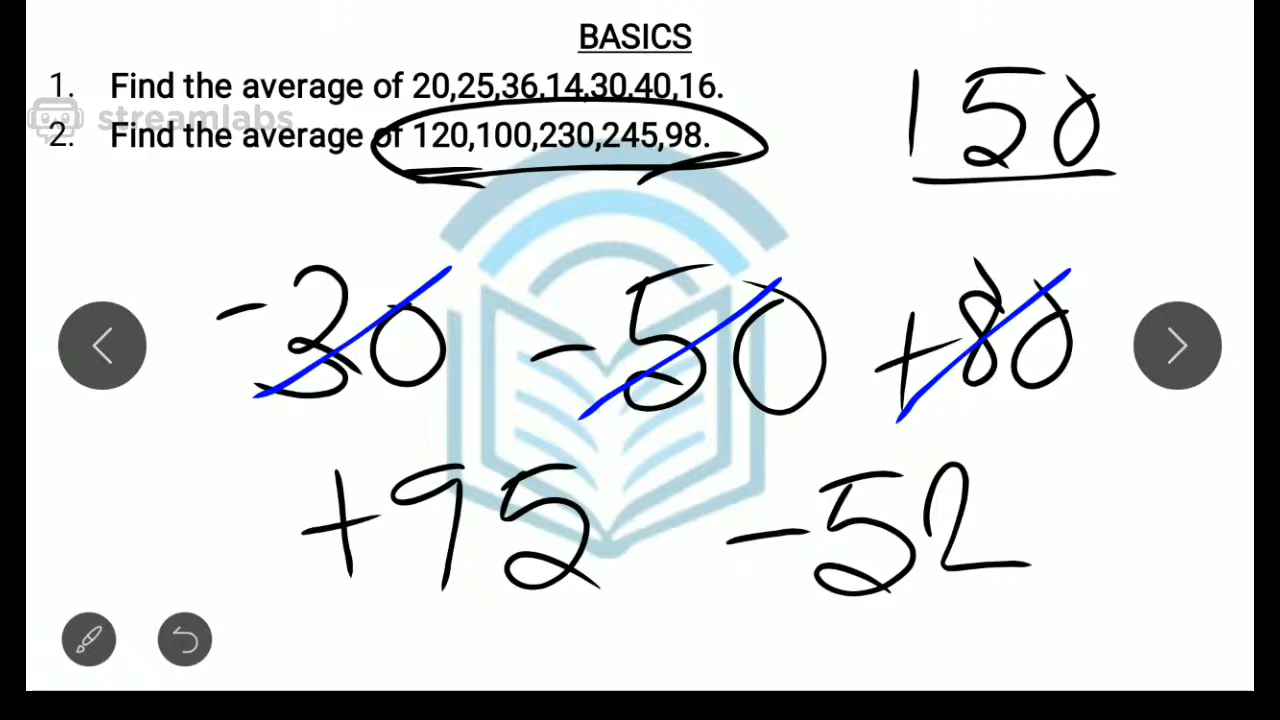 BASICS
1. Find the average of 20,25,36,14,30,40,16.
streamlabs
2. Find the average of 120,100,230,245,98.
150
-30 -50 +80
+95 -52